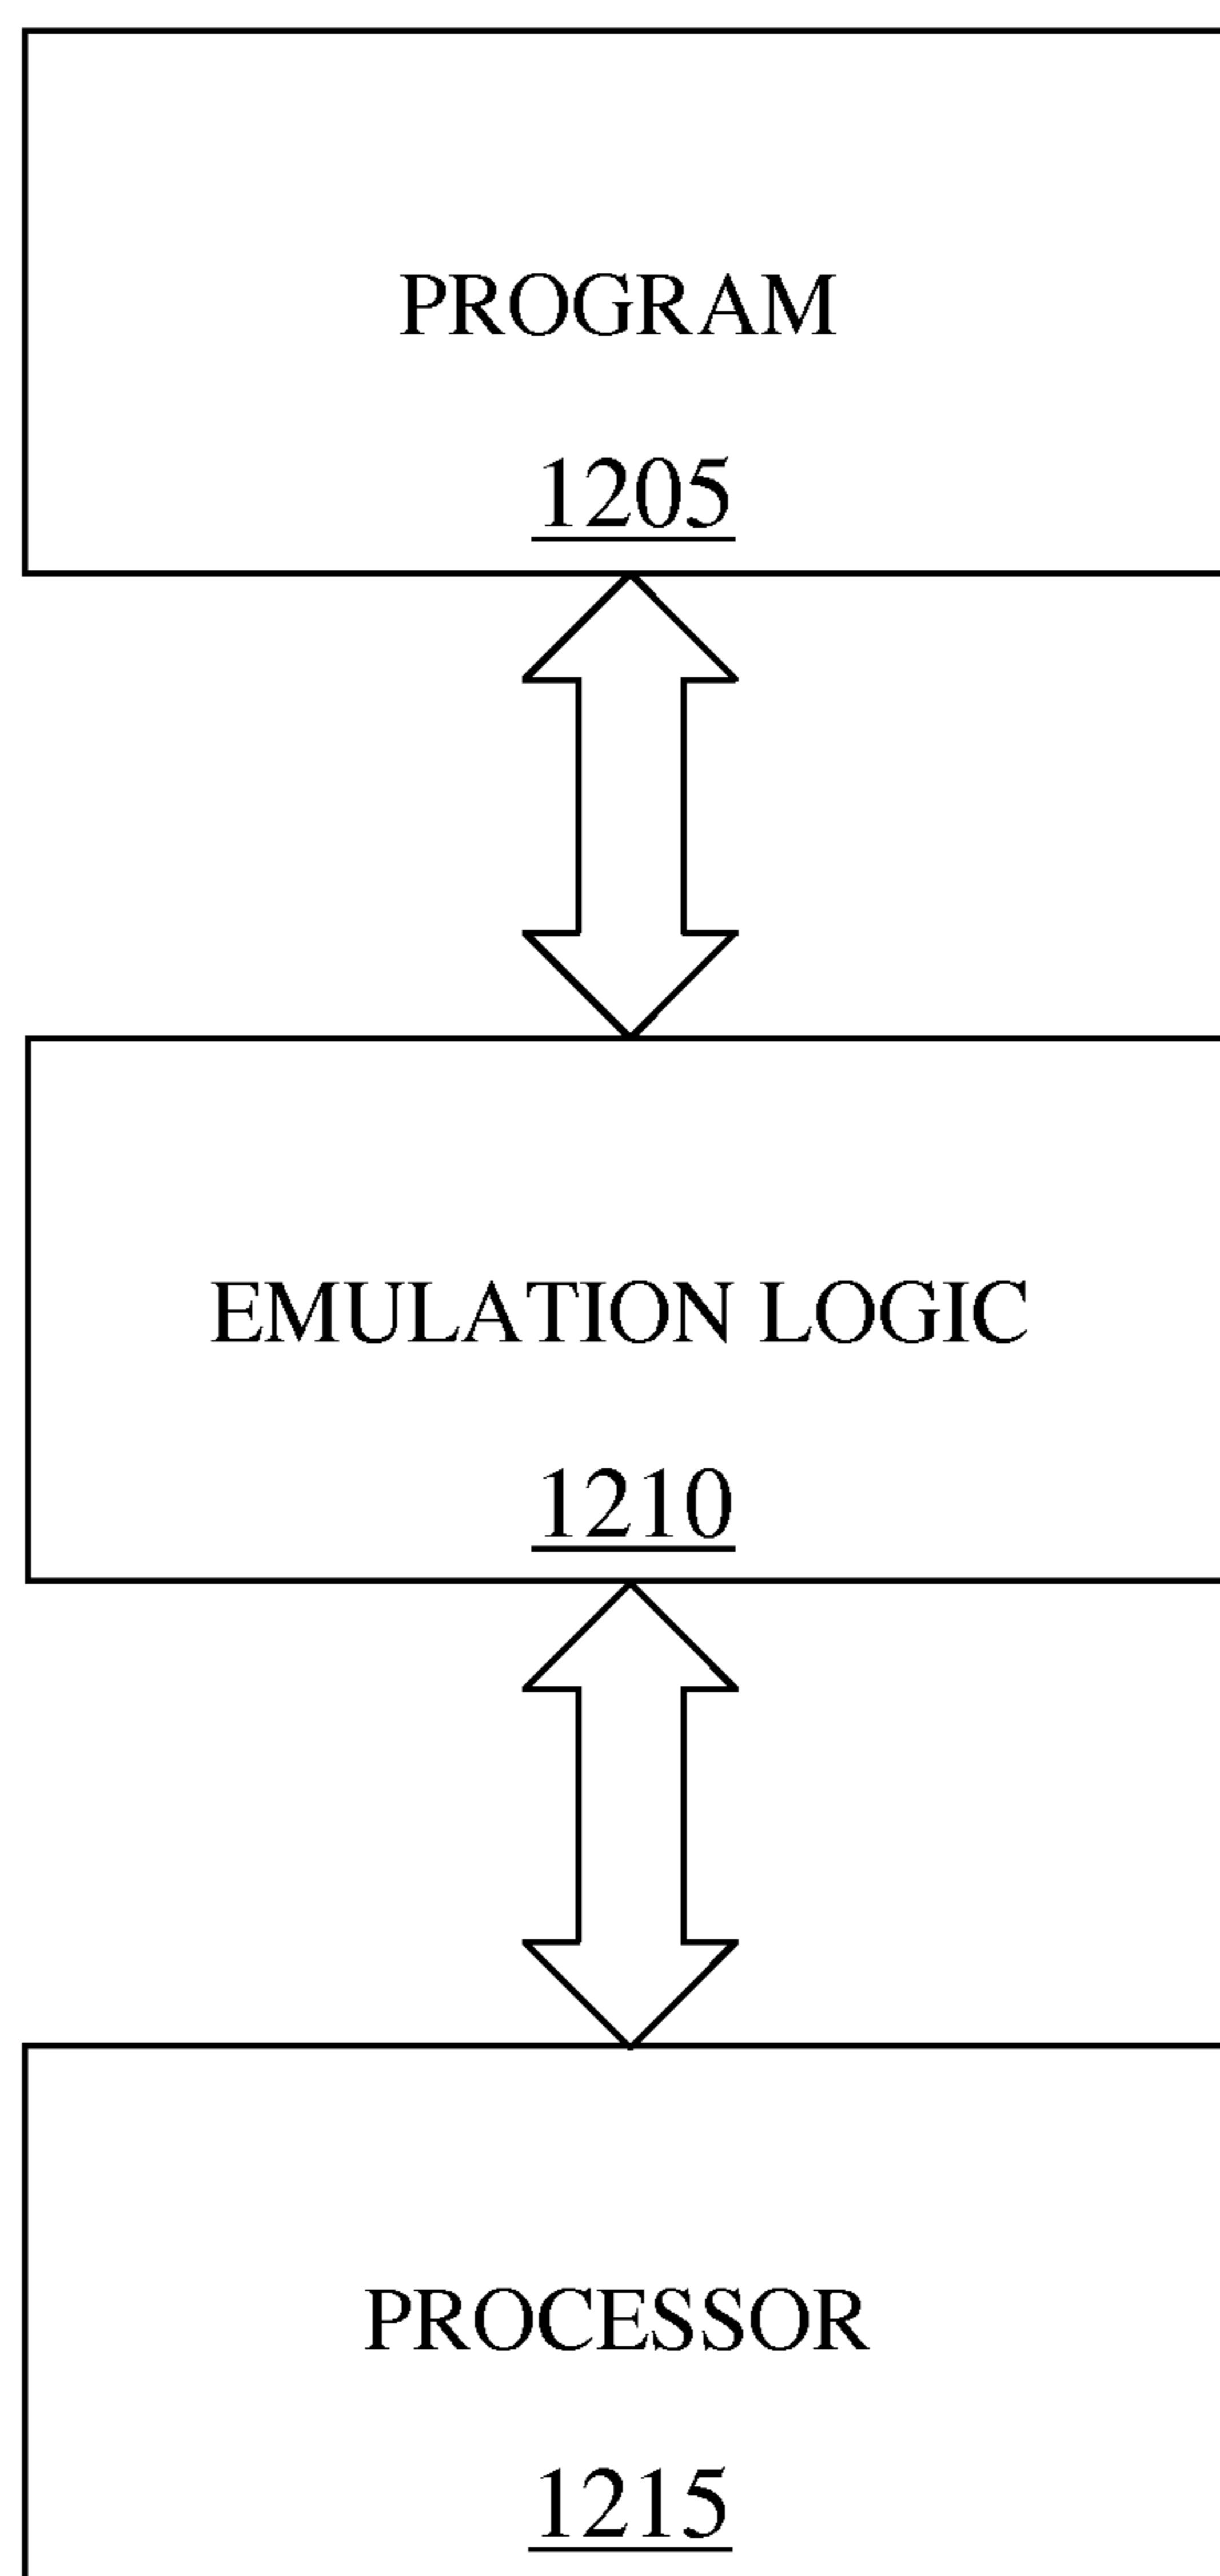 PROGRAM
1205
EMULATION LOGIC
1210
PROCESSOR
1215